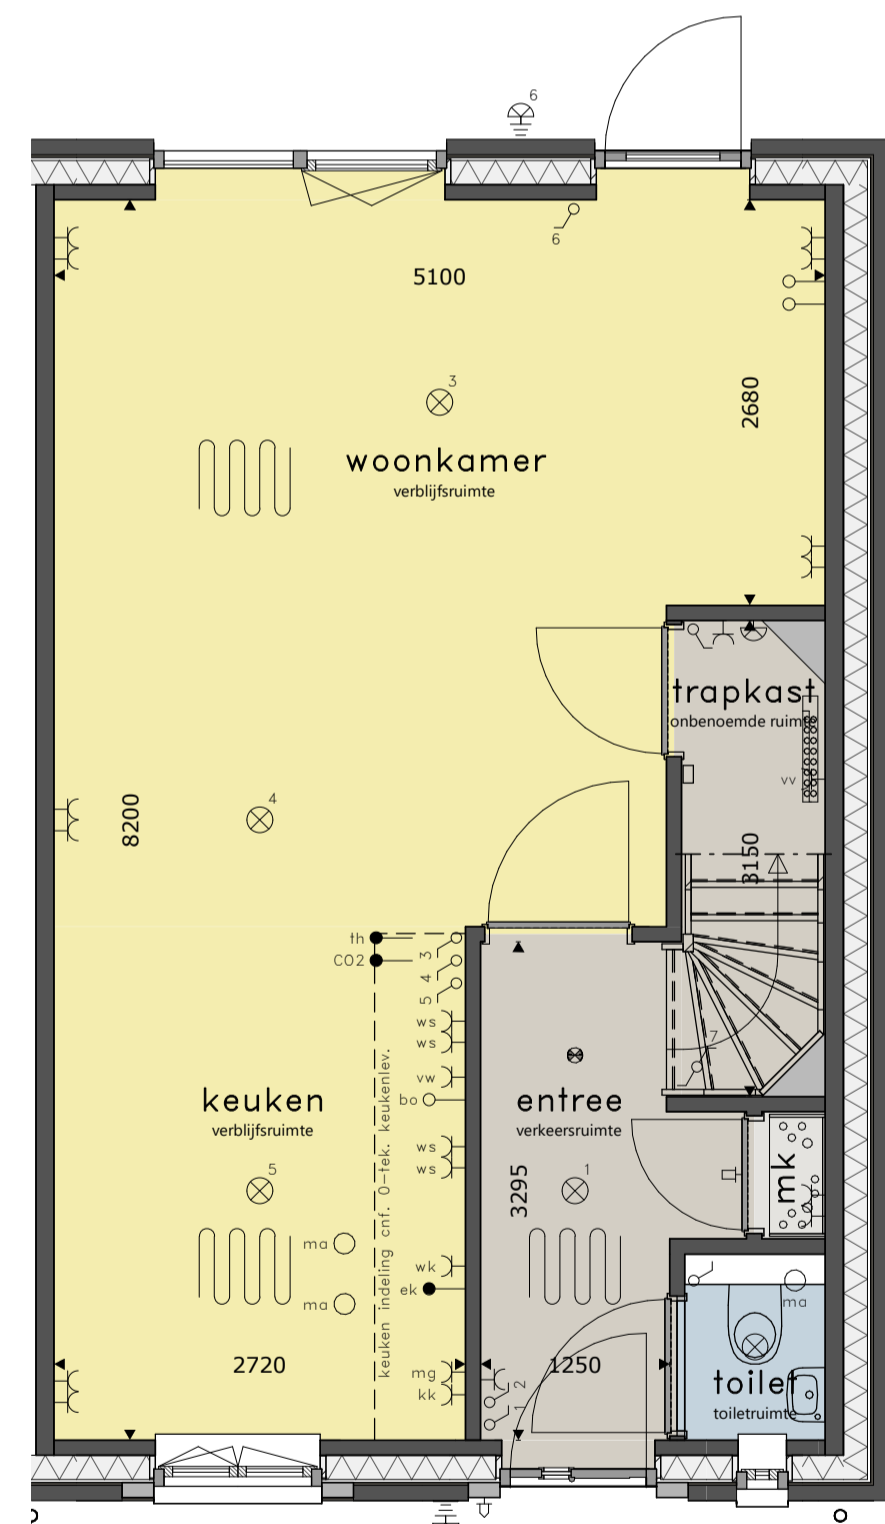 6
6
5100
3
2680
woonkamer
verblijfsruimte
trapkast
onbenoemde ruimte
vv
4
8200
3150
th
CO2
3
4
5
ws
ws
vw
bo
7
keuken
verblijfsruimte
entree
verkeersruimte
ws
ws
mk
5
1
3295
keuken indeling cnf. 0-tek. keukenlev.
ma
ma
wk
ek
ma
2720
1250
mg
kk
2
1
toilet
toiletruimte